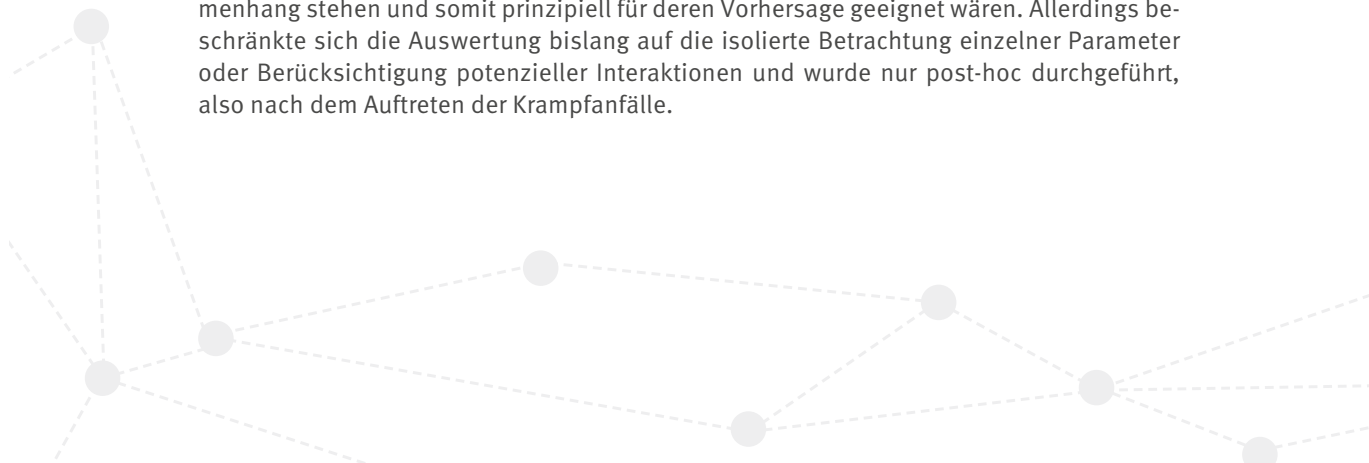 menhang stehen und somit prinzipiell für deren Vorhersage geeignet wären. Allerdings be-
schränkte sich die Auswertung bislang auf die isolierte Betrachtung einzelner Parameter
oder Berücksichtigung potenzieller Interaktionen und wurde nur post-hoc durchgeführt,
also nach dem Auftreten der Krampfanfälle.